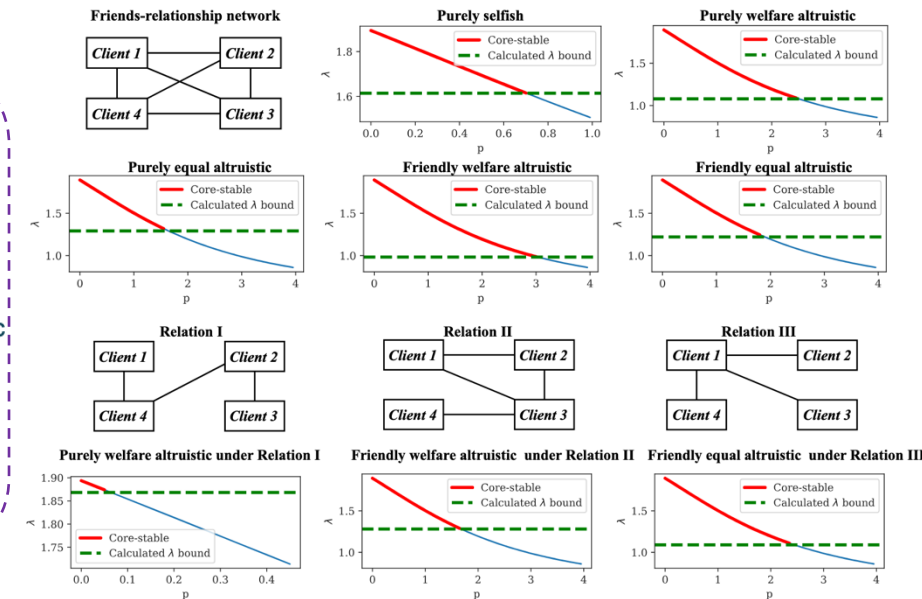 Friends-relationship network
Client 1
Client 2
Client 4
Client 3
Purely selfish
Core-stable
Calculated λ bound
1.8
1.6
λ
0.0 0.2 0.4 0.6 0.8 1.0
p
Purely welfare altruistic
Core-stable
Calculated λ bound
1.5
1.0
λ
0 1 2 3 4
p
Purely equal altruistic
Core-stable
Calculated λ bound
1.5
1.0
λ
0 1 2 3 4
p
Friendly welfare altruistic
Core-stable
Calculated λ bound
1.5
1.0
λ
0 1 2 3 4
p
Friendly equal altruistic
Core-stable
Calculated λ bound
1.5
1.0
λ
0 1 2 3 4
p
Relation I
Client 1
Client 2
Client 4
Client 3
Relation II
Client 1
Client 2
Client 4
Client 3
Relation III
Client 1
Client 2
Client 4
Client 3
Purely welfare altruistic under Relation I
1.90
1.85
1.80
1.75
λ
Core-stable
Calculated λ bound
0.0 0.1 0.2 0.3 0.4
p
Friendly welfare altruistic under Relation II
Core-stable
Calculated λ bound
1.5
1.0
λ
0 1 2 3 4
p
Friendly equal altruistic under Relation III
Core-stable
Calculated λ bound
1.5
1.0
λ
0 1 2 3 4
p